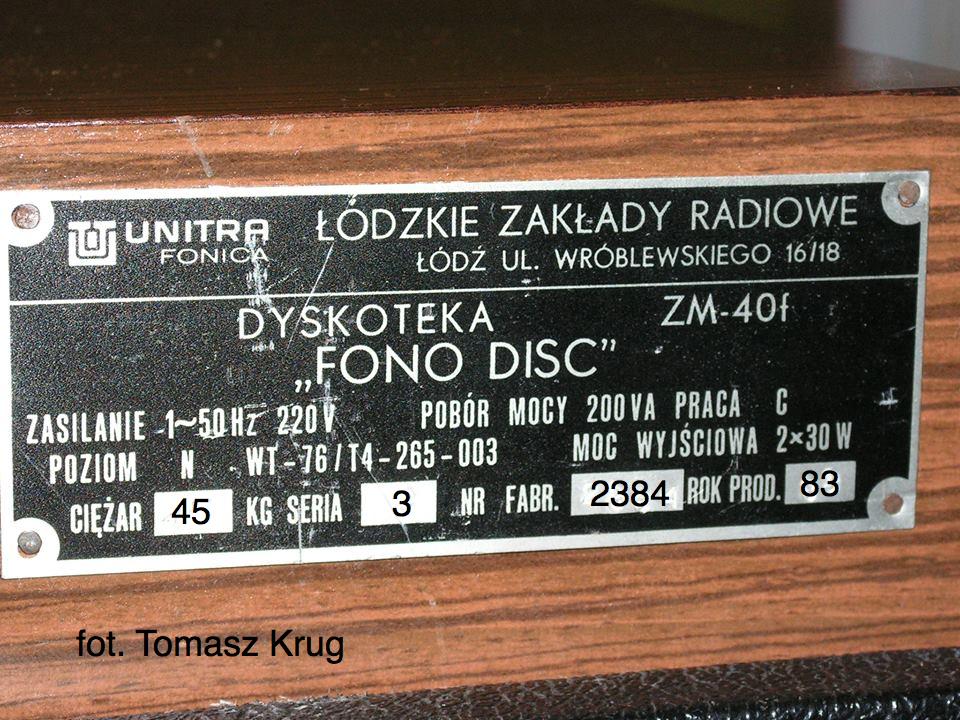 UNITRA ŁÓDZKIE ZAKŁADY RADIOWE
FONICA ŁÓDŹ UL. WRÓBLEWSKIEGO 16/18
DYSKOTEKA ZM-40f
„FONO DISC”
ZASILANIE 1~50Hz 220V POBÓR MOCY 200VA PRACA C
POZIOM N WT-76/T4-265-003 MOC WYJŚCIOWA 2×30W
CIĘŻAR 45 KG SERIA 3 NR FABR. 2384 ROK PROD. 83
fot. Tomasz Krug